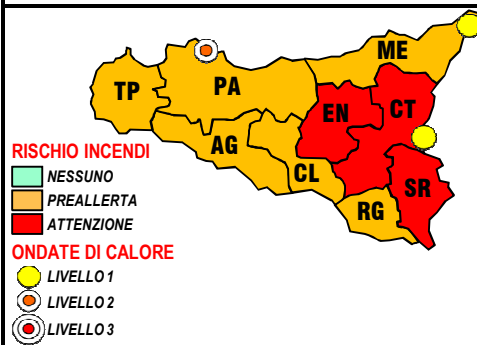 ME
TP
PA
EN
CT
AG
CL
SR
RG
RISCHIO INCENDI
NESSUNO
PREALLERTA
ATTENZIONE
ONDATE DI CALORE
LIVELLO 1
LIVELLO 2
LIVELLO 3